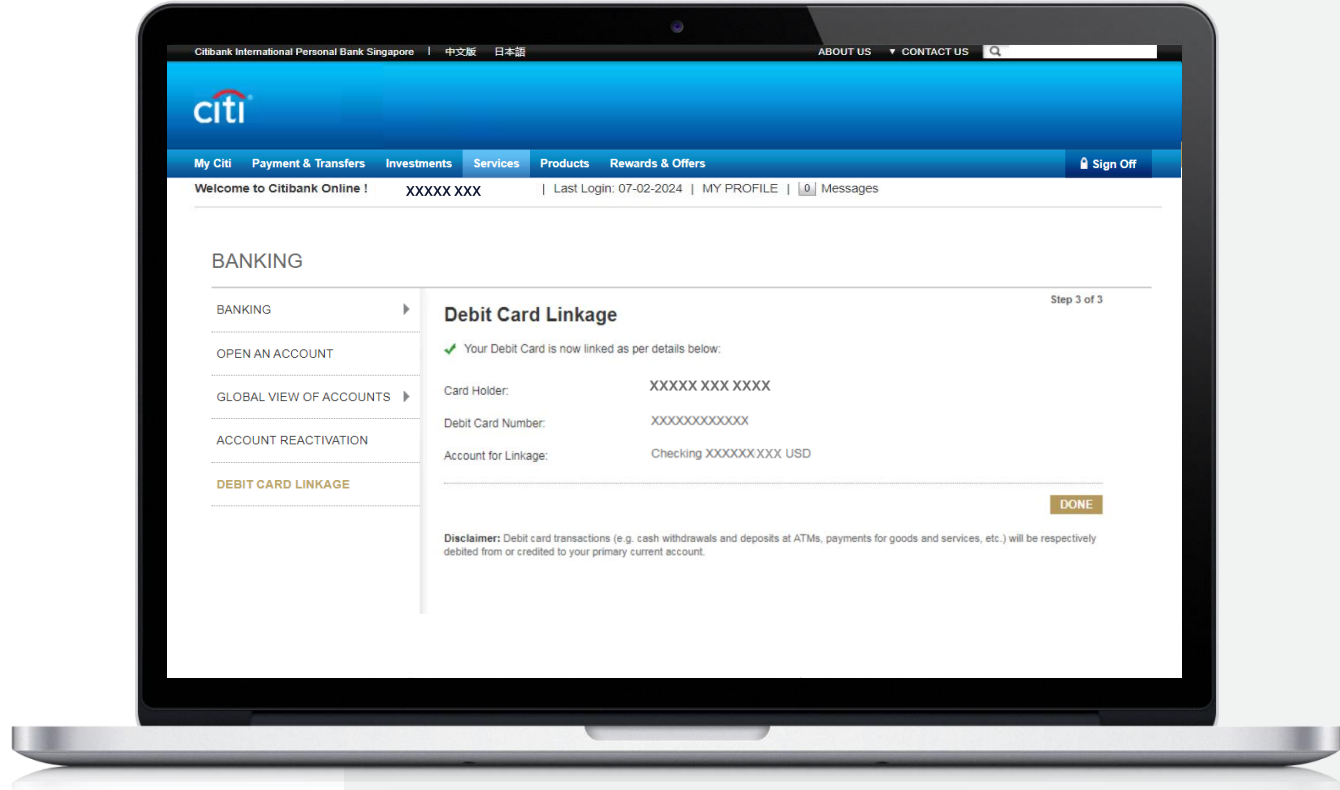 Citibank International Personal Bank Singapore | 中文版 日本語 ABOUT US ▼ CONTACT US
citi®
My Citi Payment & Transfers Investments Services Products Rewards & Offers Sign Off
Welcome to Citibank Online ! XXXXX XXX | Last Login: 07-02-2024 | MY PROFILE | 0 Messages
BANKING
BANKING
OPEN AN ACCOUNT
GLOBAL VIEW OF ACCOUNTS
ACCOUNT REACTIVATION
DEBIT CARD LINKAGE
Step 3 of 3
Debit Card Linkage
Your Debit Card is now linked as per details below:
Card Holder: XXXXX XXX XXXX
Debit Card Number: XXXXXXXXXXXX
Account for Linkage: Checking XXXXXXXXX USD
DONE
Disclaimer: Debit card transactions (e.g. cash withdrawals and deposits at ATMs, payments for goods and services, etc.) will be respectively
debited from or credited to your primary current account.